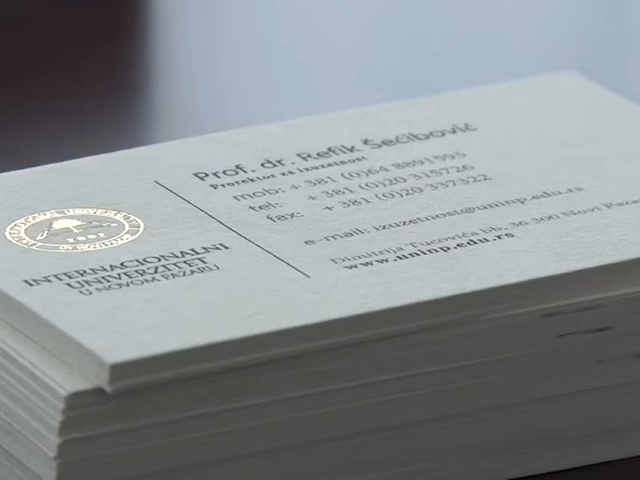 INTERNACIONALNI
UNIVERZITET
U NOVOM PAZARU
Prof. dr. Refik Šećibović
Prorektor za izuzetnost
mob: + 381 (0)64 8891595
tel: + 381 (0)20 315726
fax: + 381 (0)20 337322
e-mail: izuzetnost@uninp.edu.rs
Dimitrija Tucovića bb, 36 300 Novi Paza
www.uninp.edu.rs